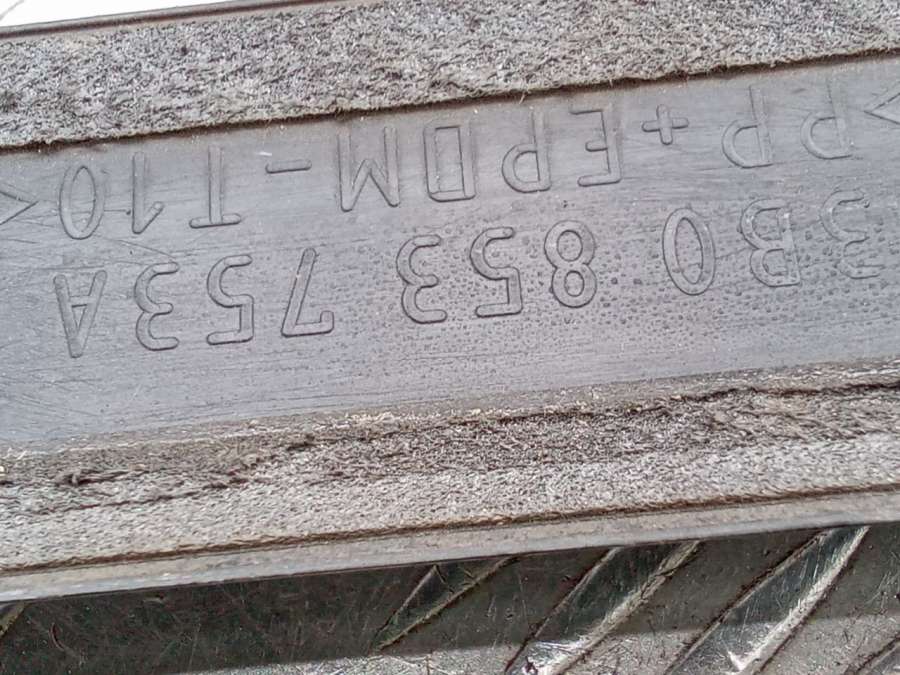 3B0 853 753A
>PP+EPDM-T10<